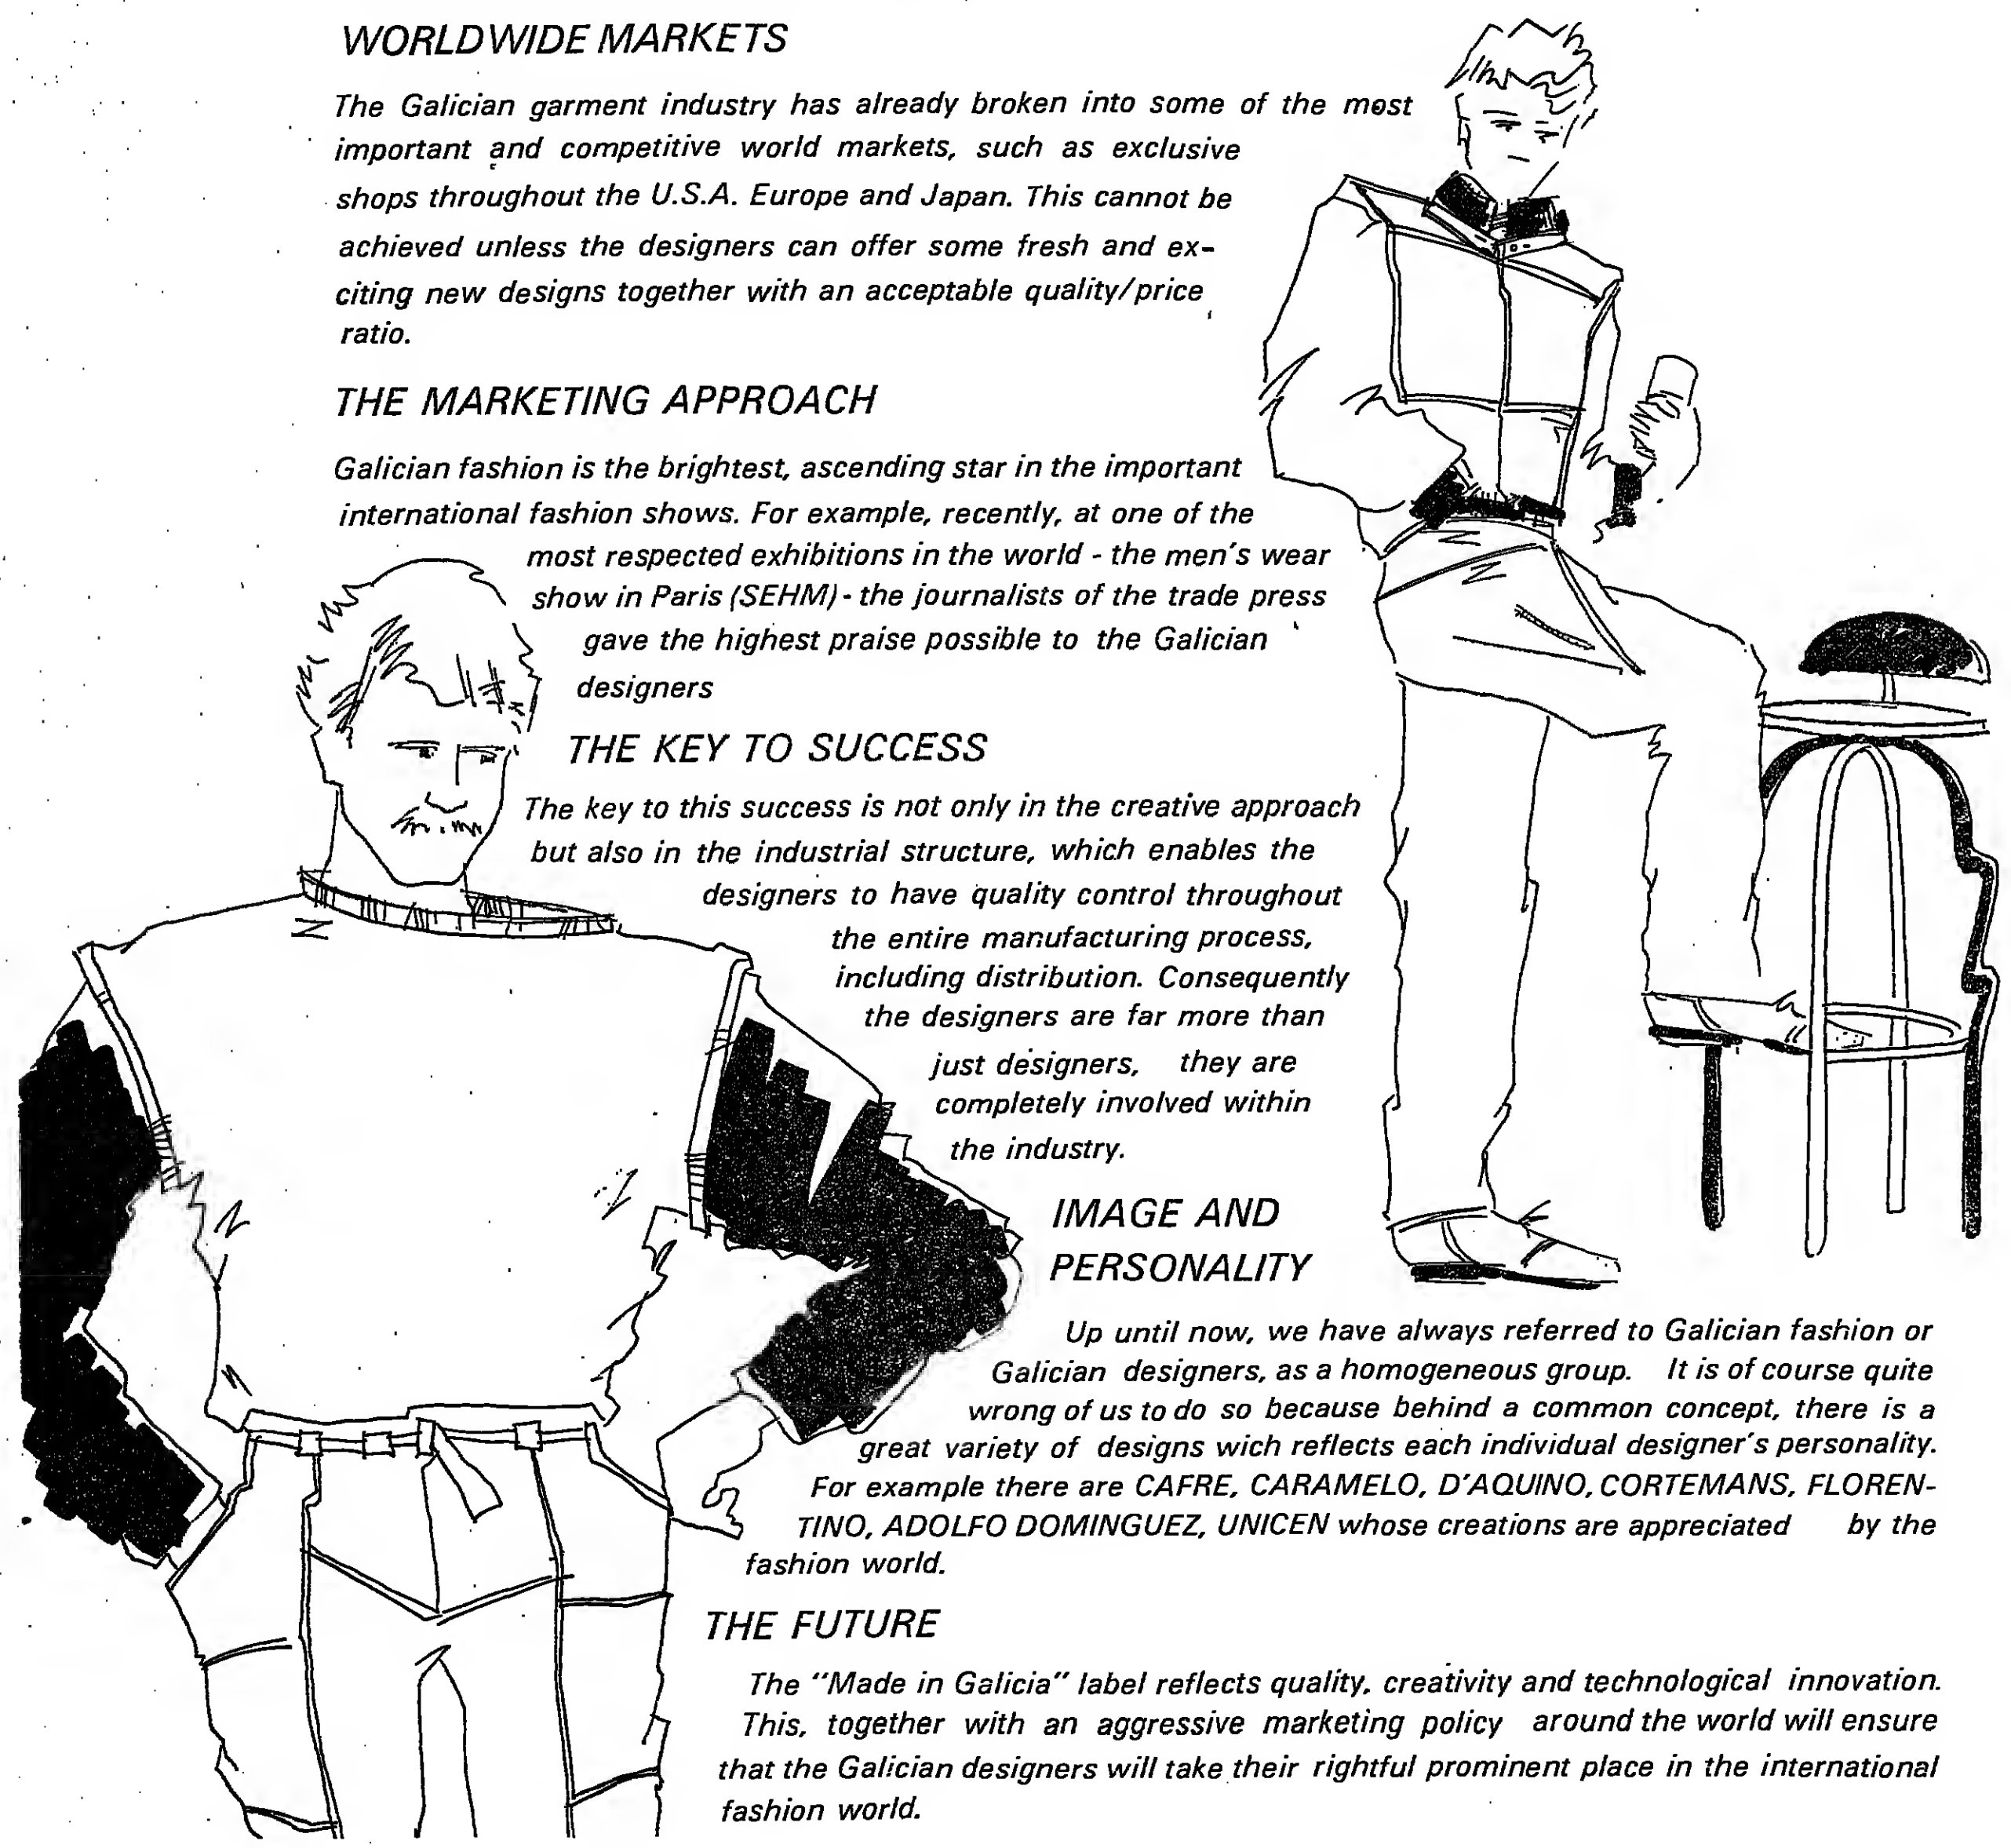 WORLDWIDE MARKETS
The Galician garment industry has already broken into some of the most
important and competitive world markets, such as exclusive
shops throughout the U.S.A. Europe and Japan. This cannot be
achieved unless the designers can offer some fresh and ex-
citing new designs together with an acceptable quality/price
ratio.
THE MARKETING APPROACH
Galician fashion is the brightest, ascending star in the important
international fashion shows. For example, recently, at one of the
most respected exhibitions in the world - the men's wear
show in Paris (SEHM) - the journalists of the trade press
gave the highest praise possible to the Galician
designers
THE KEY TO SUCCESS
The key to this success is not only in the creative approach
but also in the industrial structure, which enables the
designers to have quality control throughout
the entire manufacturing process,
including distribution. Consequently
the designers are far more than
just designers, they are
completely involved within
the industry.
IMAGE AND
PERSONALITY
Up until now, we have always referred to Galician fashion or
Galician designers, as a homogeneous group. It is of course quite
wrong of us to do so because behind a common concept, there is a
great variety of designs wich reflects each individual designer's personality.
For example there are CAFRE, CARAMELO, D'AQUINO, CORTEMANS, FLOREN-
TINO, ADOLFO DOMINGUEZ, UNICEN whose creations are appreciated by the
fashion world.
THE FUTURE
The "Made in Galicia" label reflects quality, creativity and technological innovation.
This, together with an aggressive marketing policy around the world will ensure
that the Galician designers will take their rightful prominent place in the international
fashion world.